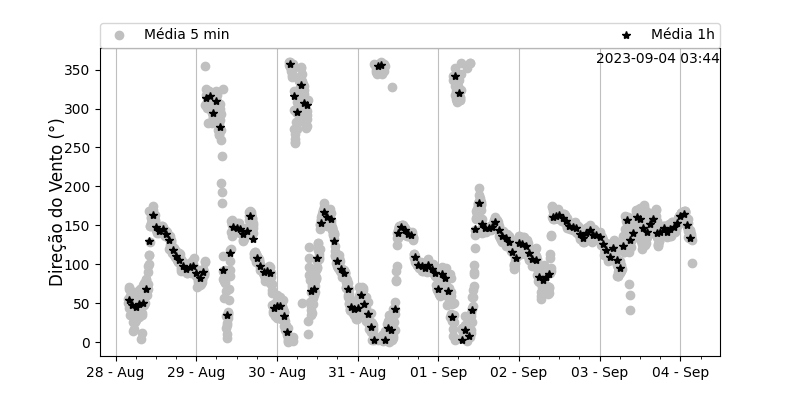 Média 5 min
Média 1h
2023-09-04 03:44
Direção do Vento (°)
350
300
250
200
150
100
50
0
28 - Aug
29 - Aug
30 - Aug
31 - Aug
01 - Sep
02 - Sep
03 - Sep
04 - Sep